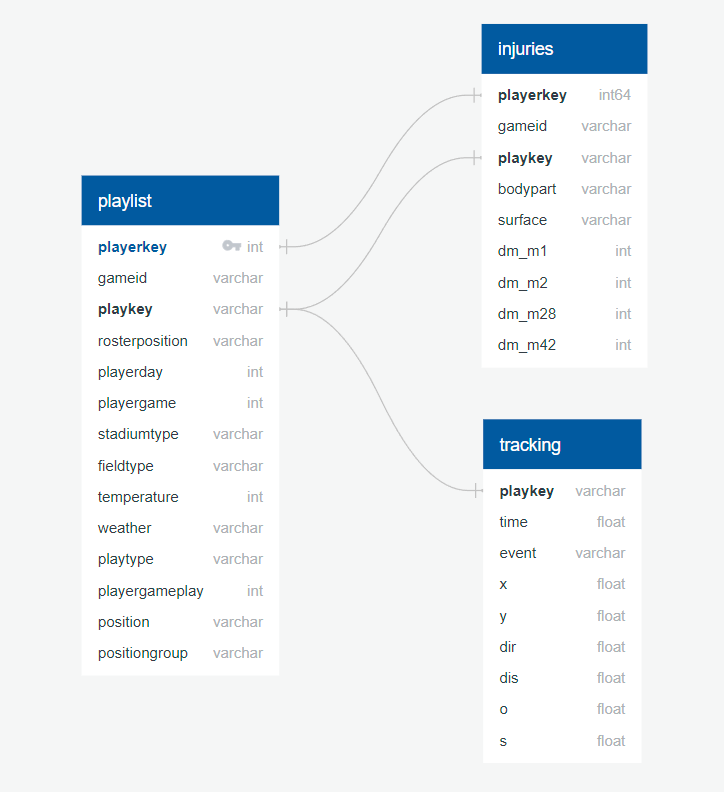 playlist
playerkey int
gameid varchar
playkey varchar
rosterposition varchar
playerday int
playergame int
stadiumtype varchar
fieldtype varchar
temperature int
weather varchar
playtype varchar
playergameplay int
position varchar
positiongroup varchar
injuries
playerkey int64
gameid varchar
playkey varchar
bodypart varchar
surface varchar
dm_m1 int
dm_m2 int
dm_m28 int
dm_m42 int
tracking
playkey varchar
time float
event varchar
x float
y float
dir float
dis float
o float
s float